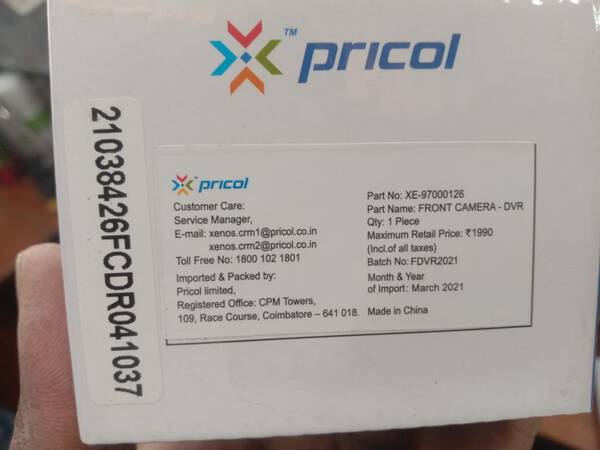 TM
pricol
21038426FCDR041037
pricol
Customer Care:
Service Manager,
E-mail: xenos.crm1@pricol.co.in
xenos.crm2@pricol.co.in
Toll Free No: 1800 102 1801
Imported & Packed by:
Pricol limited,
Registered Office: CPM Towers,
109, Race Course, Coimbatore – 641 018.
Part No: XE-97000126
Part Name: FRONT CAMERA - DVR
Qty: 1 Piece
Maximum Retail Price: ₹1990
(Incl.of all taxes)
Batch No: FDVR2021
Month & Year
of Import: March 2021
Made in China